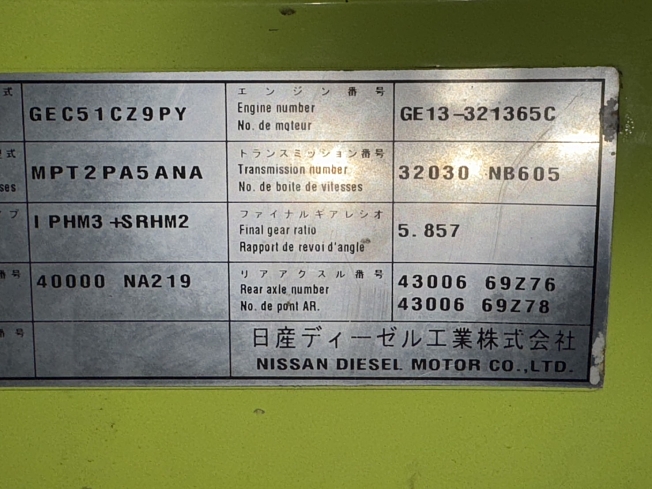 式
GEC51CZ9PY
エンジン番号
Engine number
No. de moteur
GE13-321365C
型式
ses
MPT2PA5ANA
トランスミッション番号
Transmission number
No. de boite de vitesses
32030 NB605
イプ
IPHM3+SRHM2
ファイナルギアレシオ
Final gear ratio
Rapport de revoi d'angle
5.857
番号
40000 NA219
リアアクスル番号
Rear axle number
No. de pont AR.
43006 69Z76
43006 69Z78
番号
日産ディーゼル工業株式会社
NISSAN DIESEL MOTOR CO.,LTD.